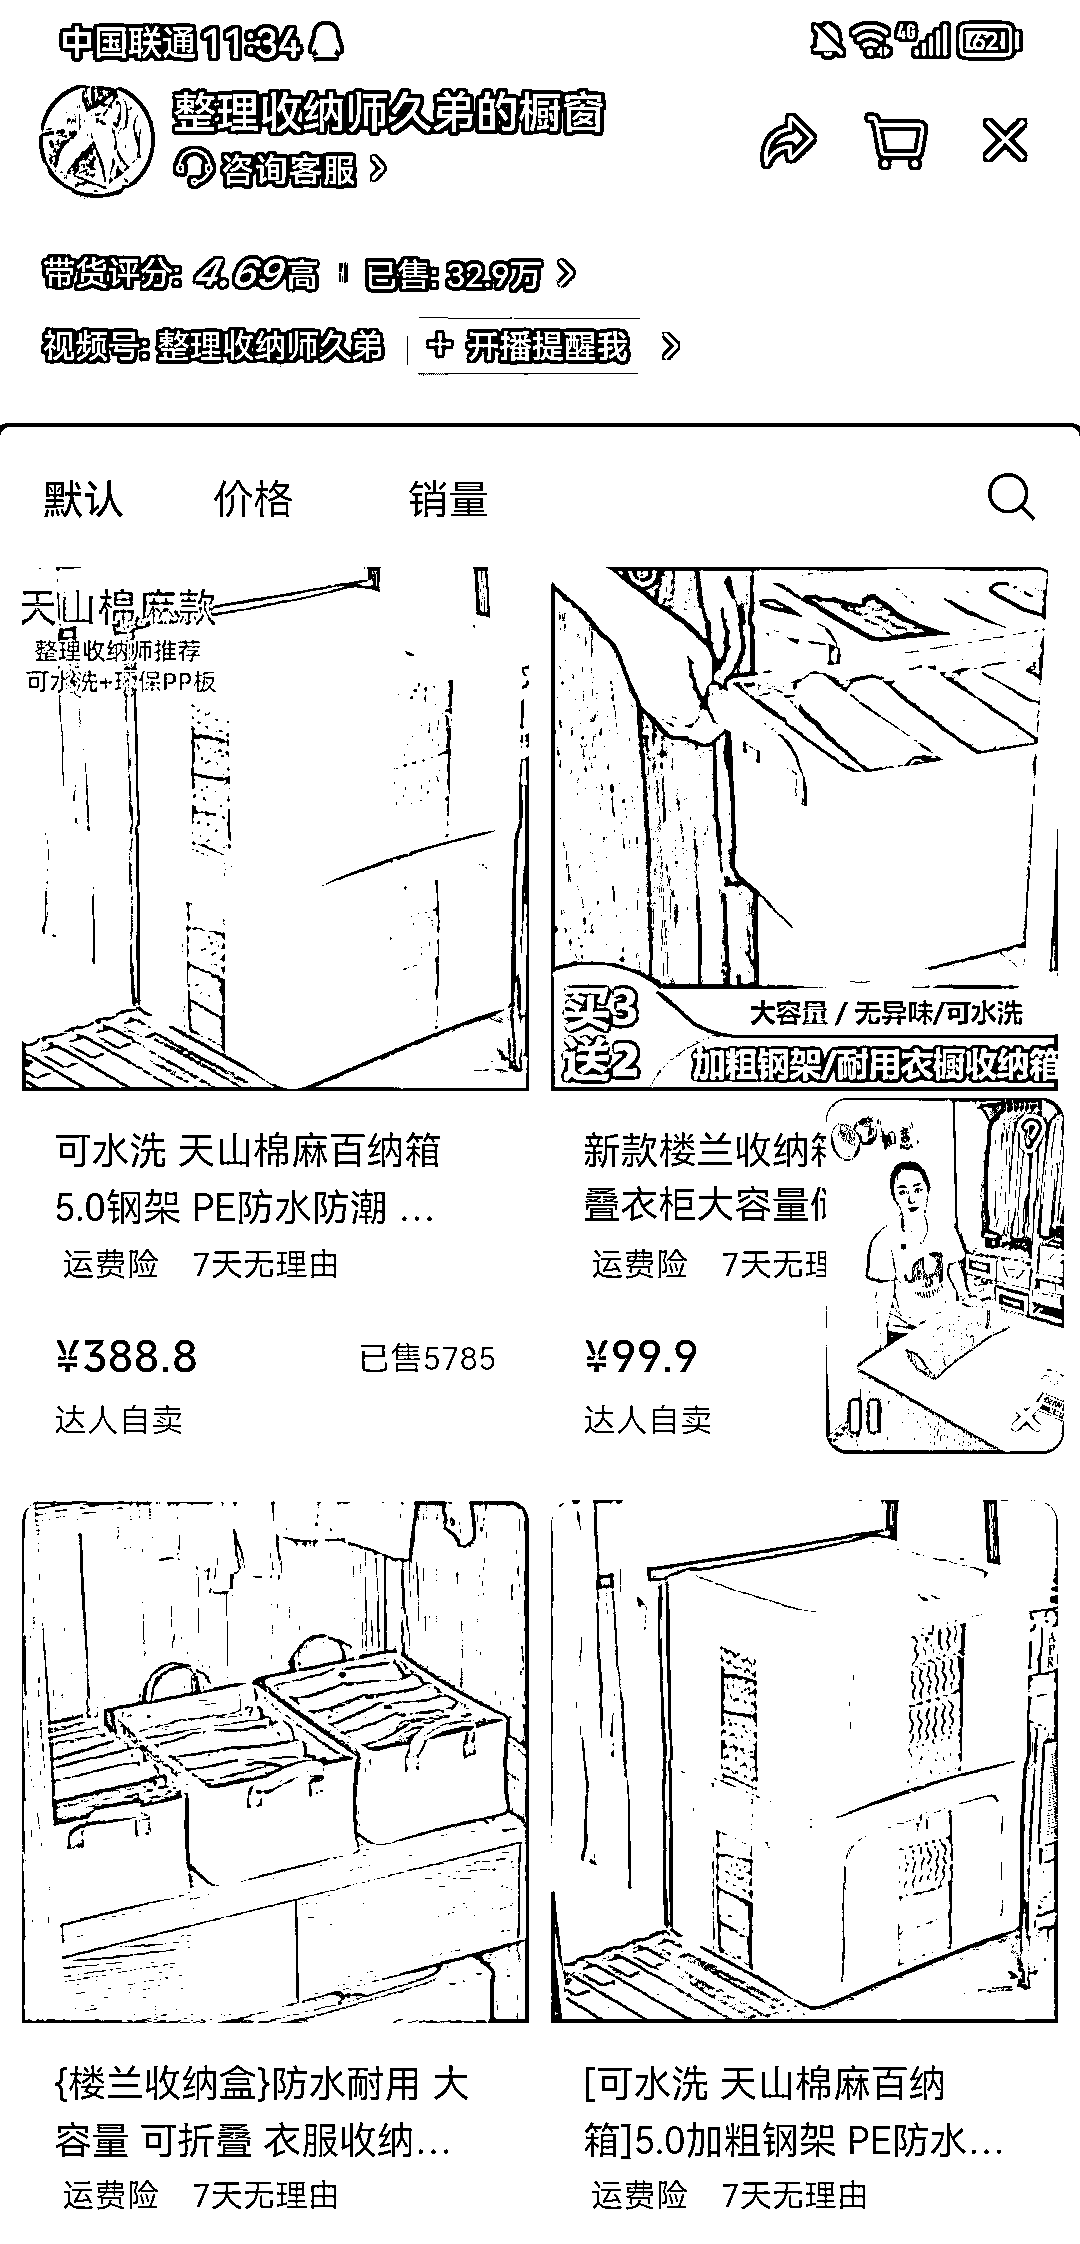 中国联通 11:34
4G 62
整理收纳师久弟的橱窗
咨询客服
带货评分: 4.69高 已售: 32.9万
视频号: 整理收纳师久弟 + 开播提醒我
默认 价格 销量
天山棉麻款
整理收纳师推荐
可水洗+环保PP板
买3
送2
大容量 / 无异味/可水洗
加粗钢架/耐用衣橱收纳箱
可水洗 天山棉麻百纳箱
5.0钢架 PE防水防潮 ...
运费险 7天无理由
¥388.8 已售5785
达人自卖
新款楼兰收纳
叠衣柜大容量
运费险 7天无理
¥99.9
达人自卖
{楼兰收纳盒}防水耐用 大
容量 可折叠 衣服收纳...
运费险 7天无理由
[可水洗 天山棉麻百纳
箱]5.0加粗钢架 PE防水...
运费险 7天无理由